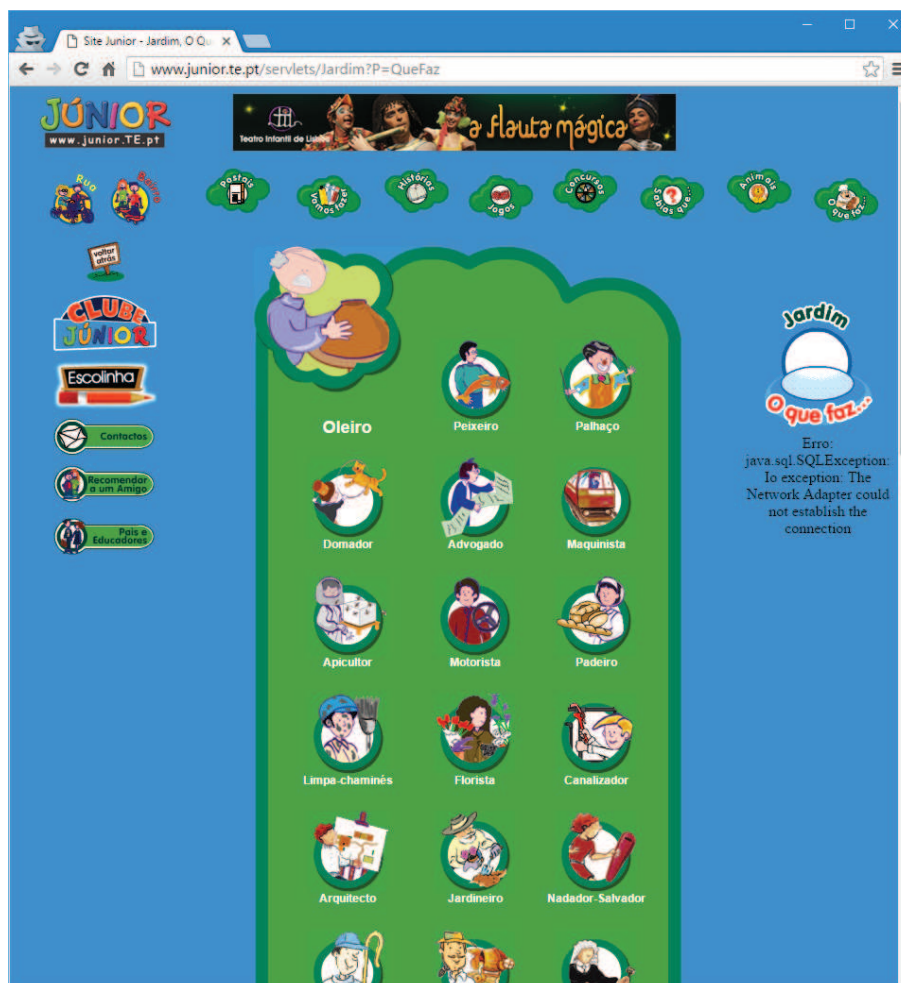 Site Junior - Jardim, O Qu
www.junior.te.pt/servlets/Jardim?P=QueFaz
JÚNIOR
www.junior.TE.pt
Teatro Infantil de Lisboa
a flauta mágica
Rua
Postais
Vamos fazer
Histórias
Jogos
Concursos
Sabias que...
Animais
O que faz...
voltar atrás
CLUBE
JÚNIOR
Escolinha
Contactos
Recomendar
a um Amigo
Pais e
Educadores
Oleiro
Peixeiro
Palhaço
Domador
Advogado
Maquinista
Apicultor
Motorista
Padeiro
Limpa-chaminés
Florista
Canalizador
Arquitecto
Jardineiro
Nadador-Salvador
Jardim
O que faz...
Erro:
java.sql.SQLException:
Io exception: The
Network Adapter could
not establish the
connection